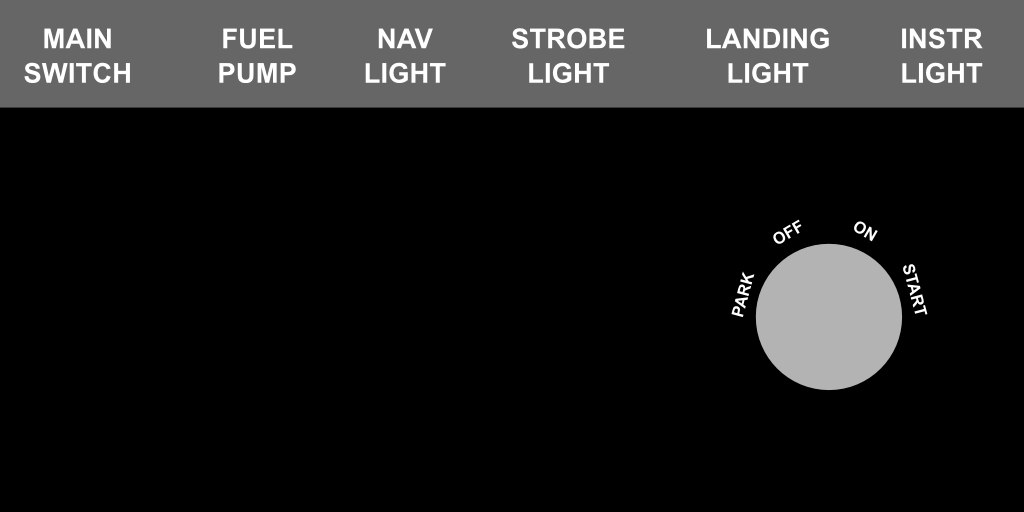 MAIN SWITCH
FUEL PUMP
NAV LIGHT
STROBE LIGHT
LANDING LIGHT
INSTR LIGHT
PARK
OFF
ON
START